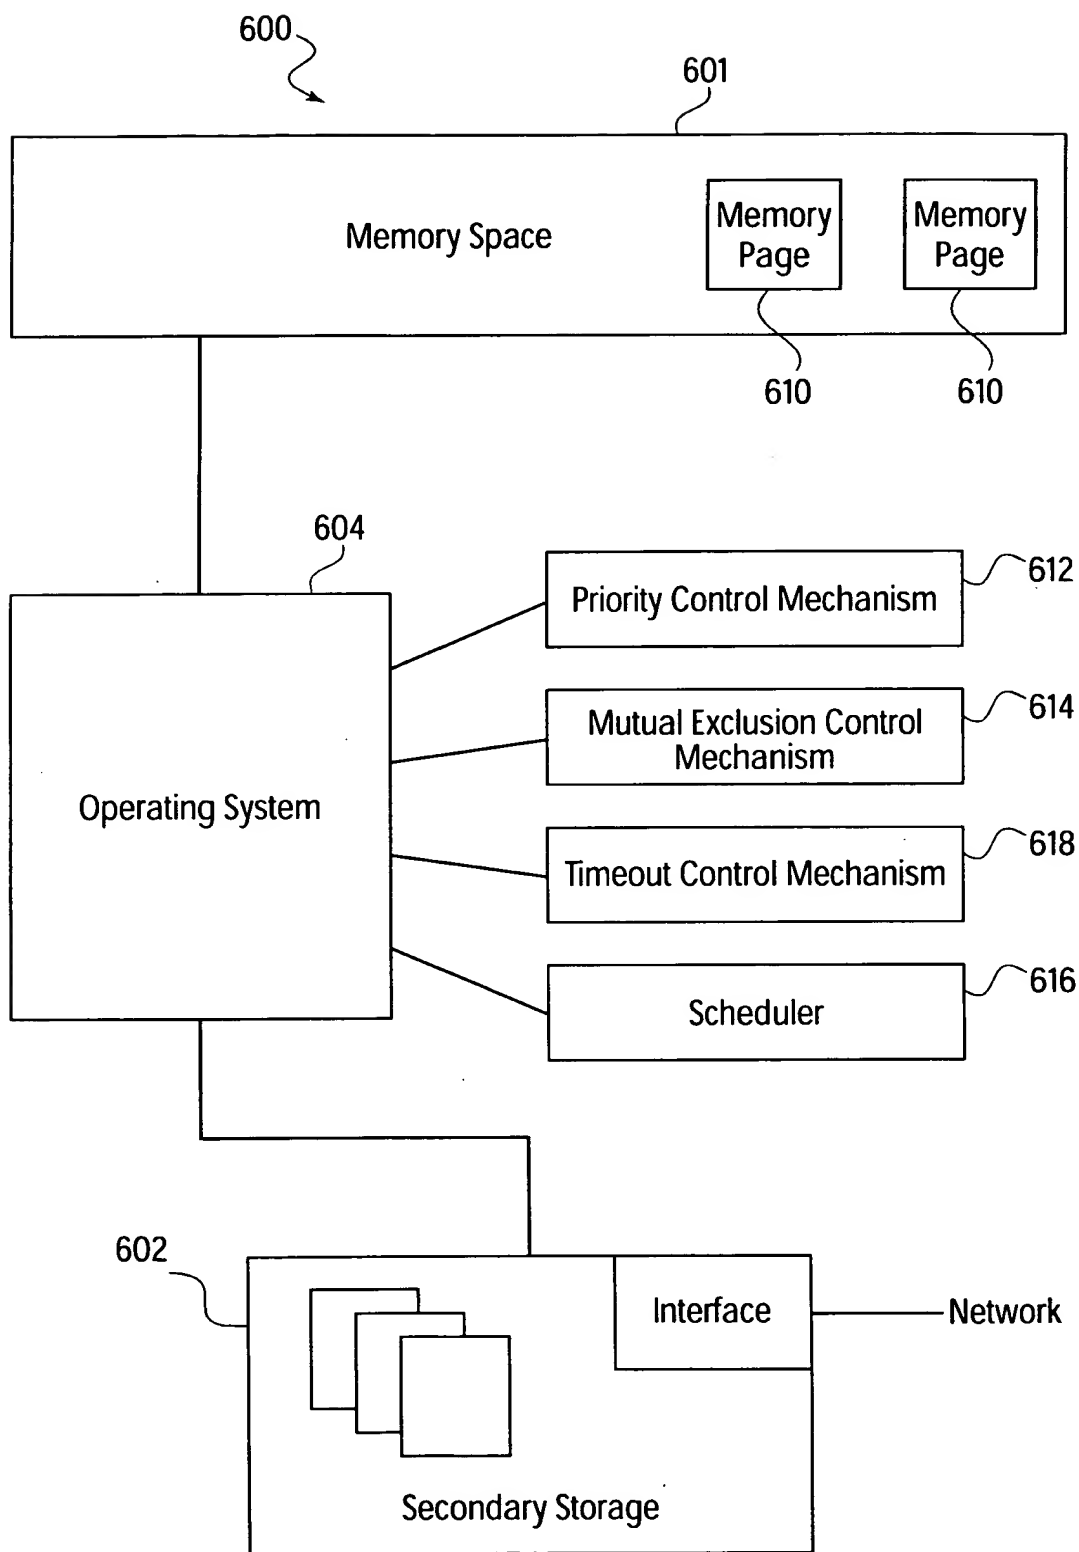 600
601
Memory Space
Memory
Page
Memory
Page
610
610
604
Operating System
Priority Control Mechanism
612
Mutual Exclusion Control
Mechanism
614
Timeout Control Mechanism
618
Scheduler
616
602
Interface
Network
Secondary Storage